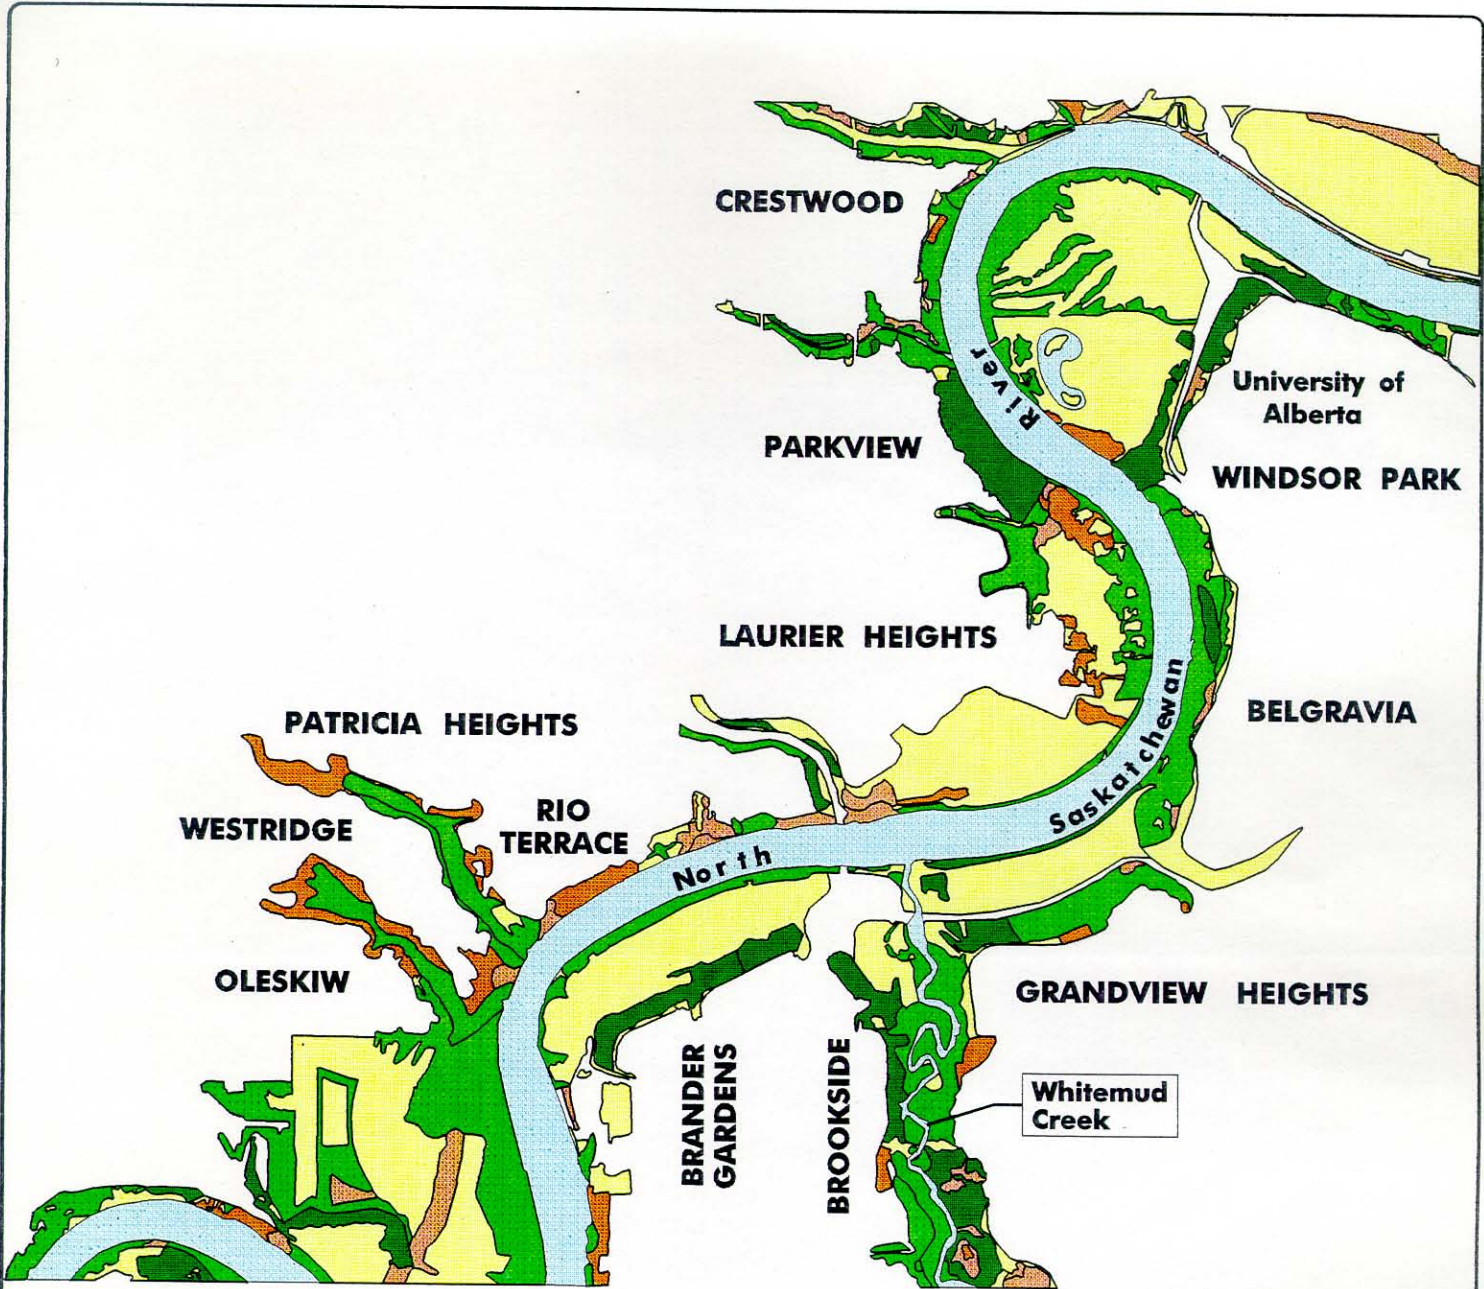 CRESTWOOD
River
University of
Alberta
PARKVIEW
WINDSOR PARK
LAURIER HEIGHTS
Saskatchewan
BELGRAVIA
PATRICIA HEIGHTS
RIO
TERRACE
WESTRIDGE
North
OLESKIW
GRANDVIEW HEIGHTS
BRANDER
GARDENS
BROOKSIDE
Whitemud
Creek